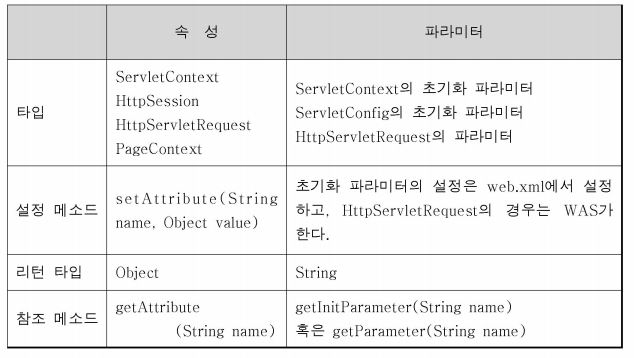 속 성
파라미터
타입
ServletContext
HttpSession
HttpServletRequest
PageContext
ServletContext의 초기화 파라미터
ServletConfig의 초기화 파라미터
HttpServletRequest의 파라미터
설정 메소드
setAttribute(String
name, Object value)
초기화 파라미터의 설정은 web.xml에서 설정
하고, HttpServletRequest의 경우는 WAS가
한다.
리턴 타입
Object
String
참조 메소드
getAttribute
(String name)
getInitParameter(String name)
혹은 getParameter(String name)